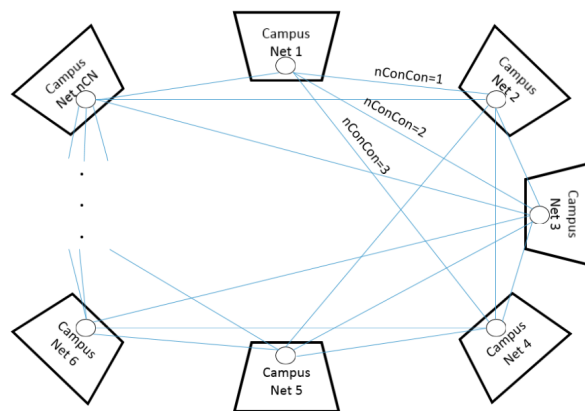 Campus
Net 1
Campus
Net nCN
nConCon=1
Campus
Net 2
nConCon=2
nConCon=3
Campus
Net 3
Campus
Net 6
Campus
Net 5
Campus
Net 4